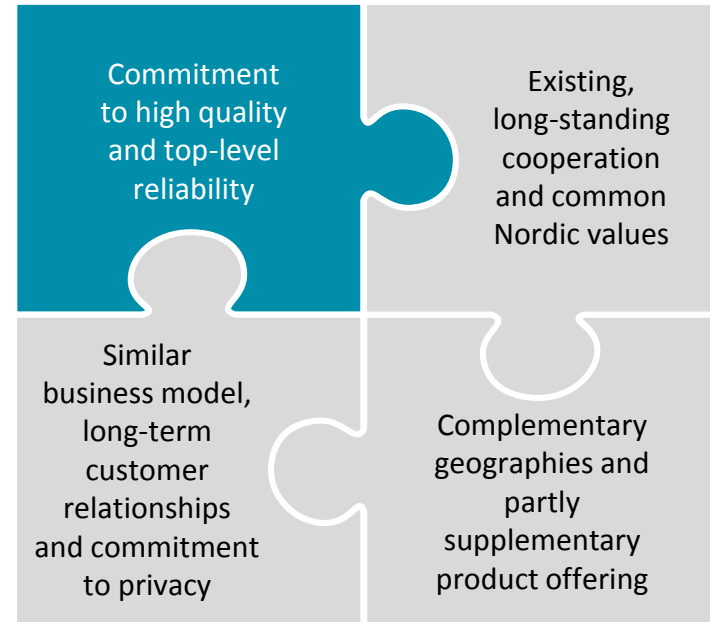 Commitment
to high quality
and top-level
reliability
Existing,
long-standing
cooperation
and common
Nordic values
Similar
business model,
long-term
customer
relationships
and commitment
to privacy
Complementary
geographies and
partly
supplementary
product offering